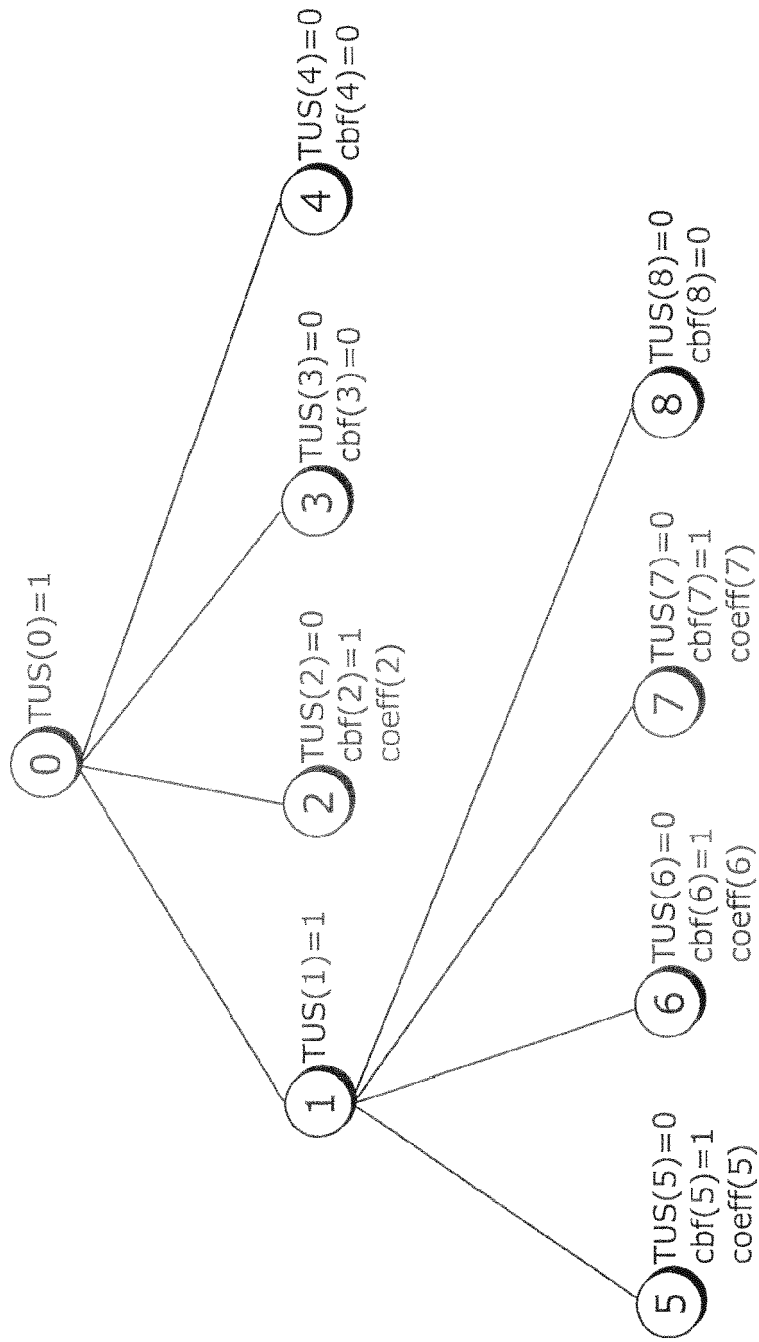 0
TUS(0)=1
1
TUS(1)=1
2
TUS(2)=0
cbf(2)=1
coeff(2)
3
TUS(3)=0
cbf(3)=0
4
TUS(4)=0
cbf(4)=0
5
TUS(5)=0
cbf(5)=1
coeff(5)
6
TUS(6)=0
cbf(6)=1
coeff(6)
7
TUS(7)=0
cbf(7)=1
coeff(7)
8
TUS(8)=0
cbf(8)=0